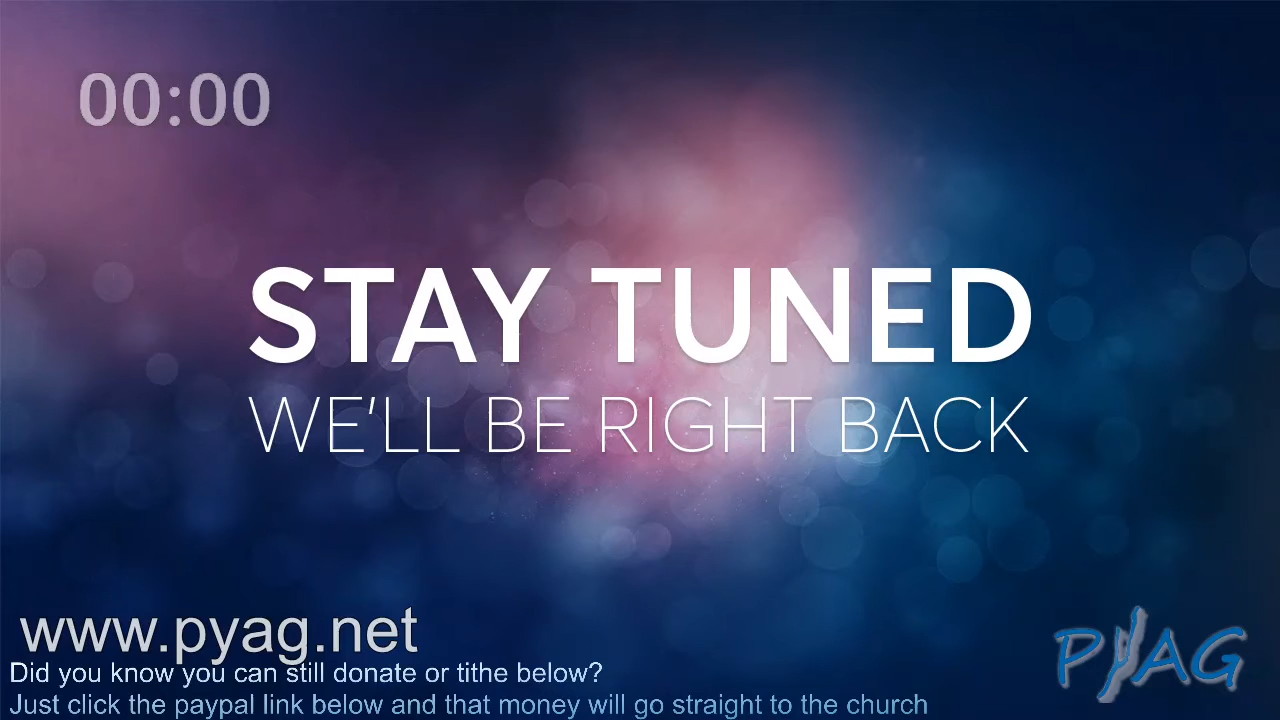 00:00
STAY TUNED
WE'LL BE RIGHT BACK
www.pyag.net
Did you know you can still donate or tithe below?
Just click the paypal link below and that money will go straight to the church
PYAG